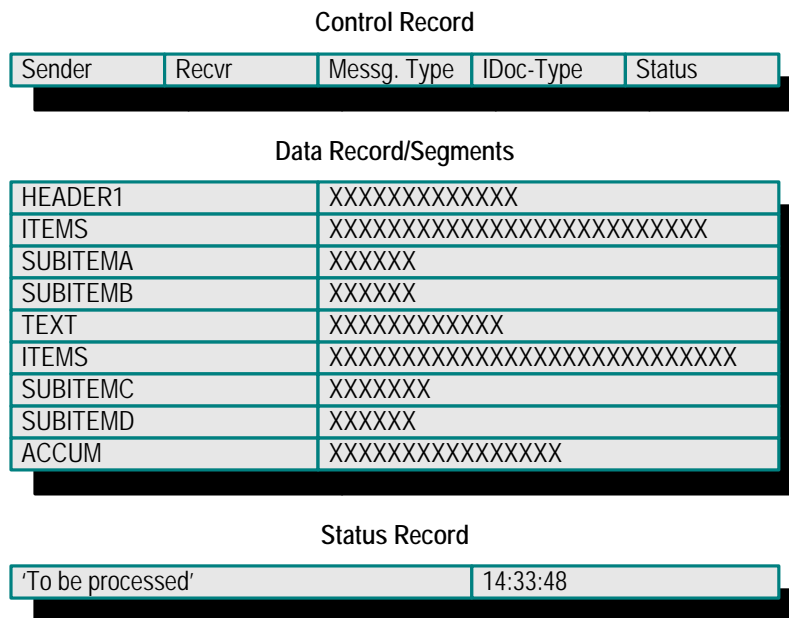 Control Record
Sender Recvr Messg. Type IDoc-Type Status
Data Record/Segments
HEADER1 XXXXXXXXXXXXX
ITEMS XXXXXXXXXXXXXXXXXXXXXXXXXX
SUBITEMA XXXXXX
SUBITEMB XXXXXX
TEXT XXXXXXXXXXXX
ITEMS XXXXXXXXXXXXXXXXXXXXXXXXXXXX
SUBITEMC XXXXXXX
SUBITEMD XXXXXX
ACCUM XXXXXXXXXXXXXXXX
Status Record
'To be processed' 14:33:48